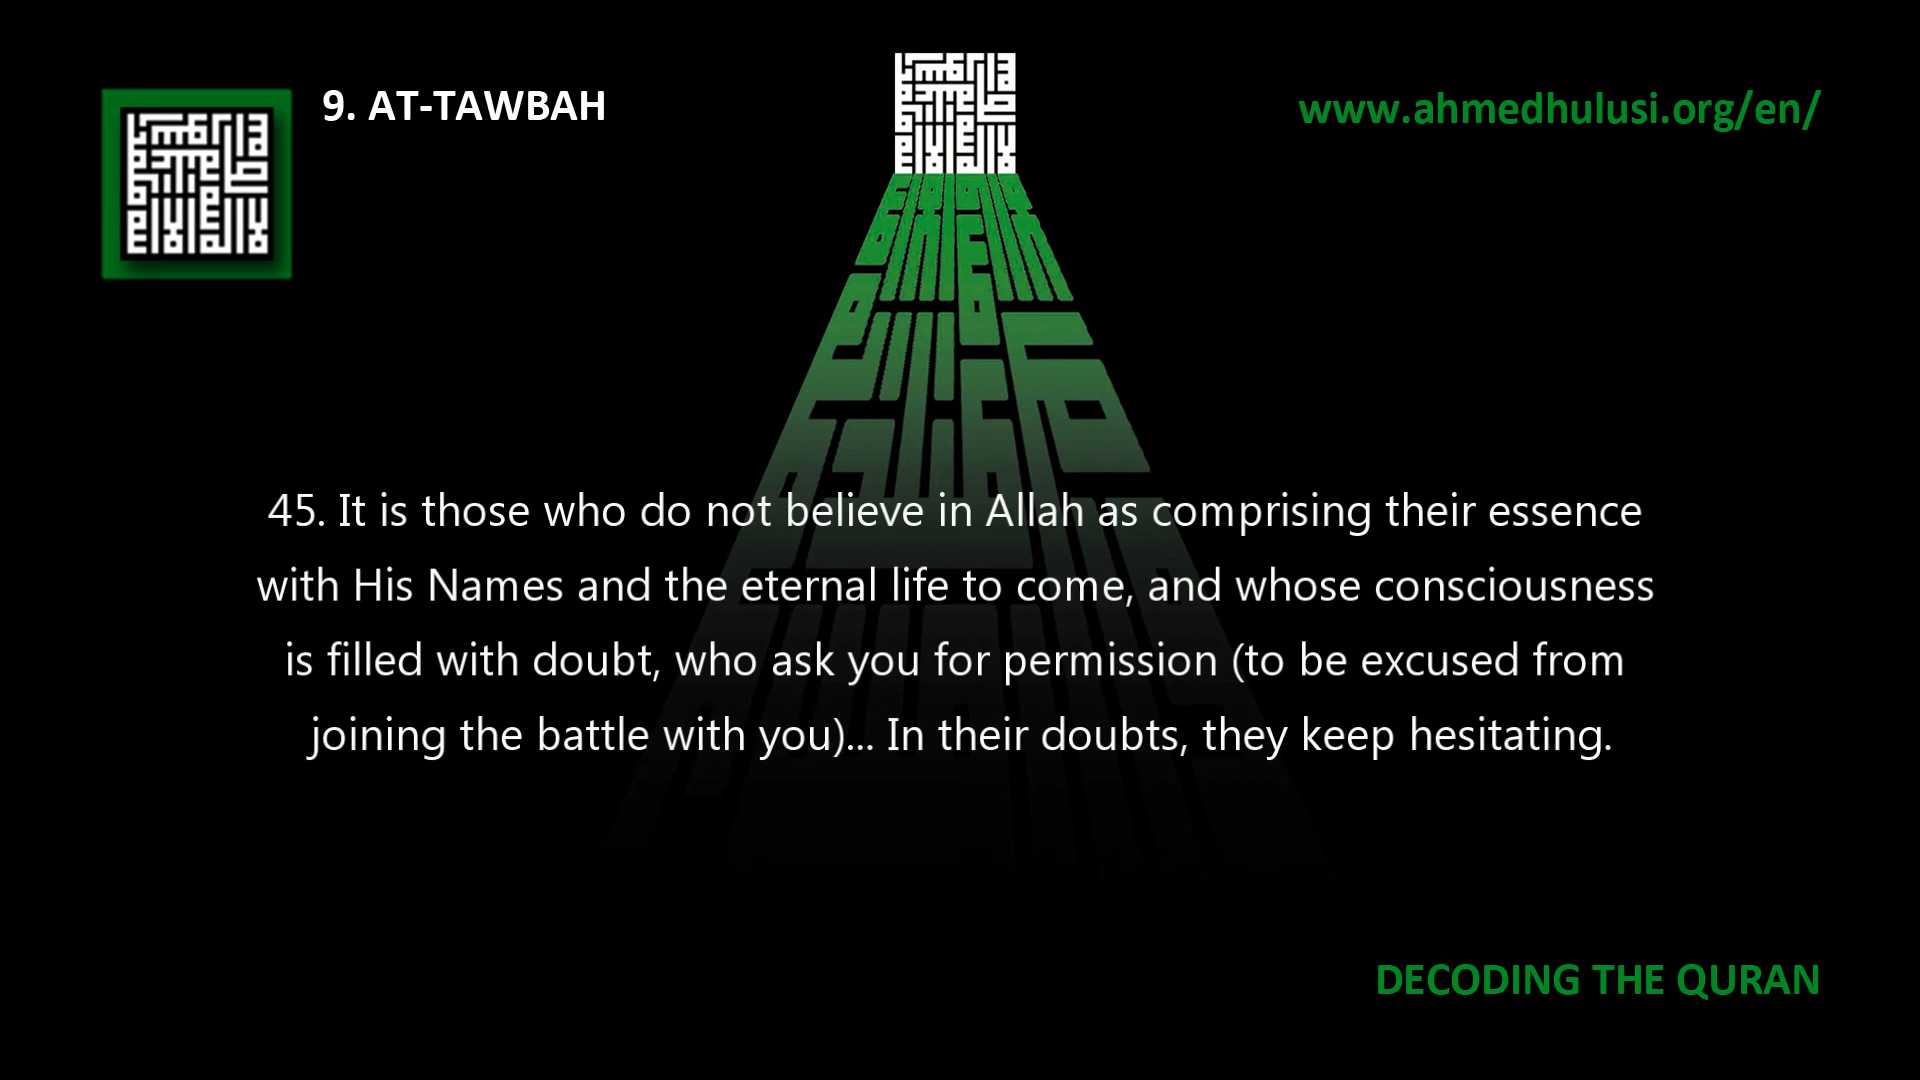 9. AT-TAWBAH
www.ahmedhulusi.org/en/
45. It is those who do not believe in Allah as comprising their essence
with His Names and the eternal life to come, and whose consciousness
is filled with doubt, who ask you for permission (to be excused from
joining the battle with you)... In their doubts, they keep hesitating.
DECODING THE QURAN